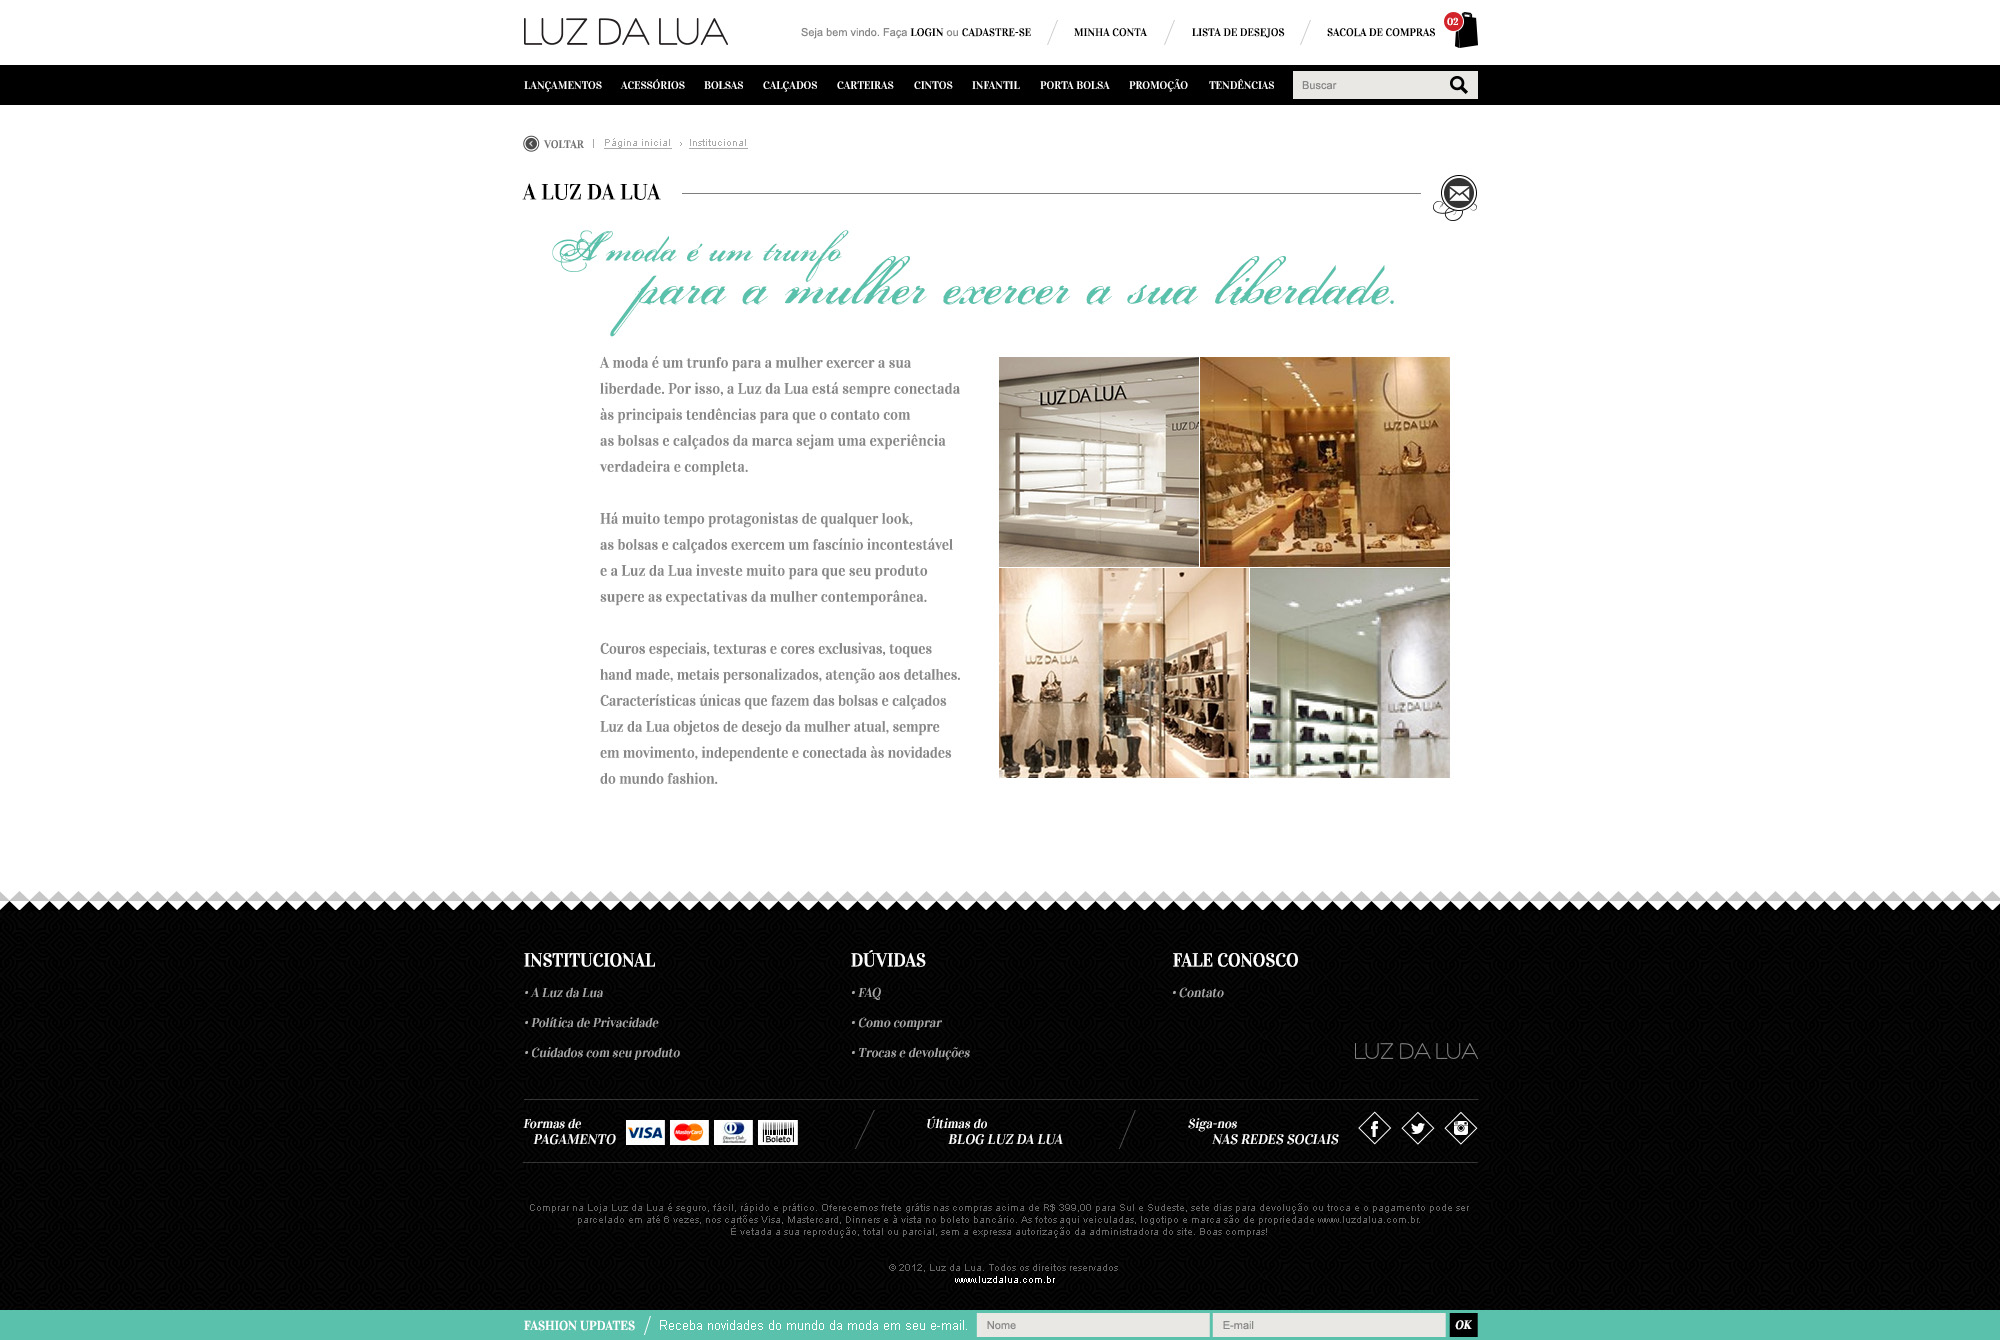 LUZ DA LUA
Seja bem vindo. Faça LOGIN ou CADASTRE-SE
MINHA CONTA
LISTA DE DESEJOS
SACOLA DE COMPRAS
02
LANÇAMENTOS ACESSÓRIOS BOLSAS CALÇADOS CARTEIRAS CINTOS INFANTIL PORTA BOLSA PROMOÇÃO TENDÊNCIAS
Buscar
VOLTAR | Página inicial › Institucional
A LUZ DA LUA
A moda é um trunfo
para a mulher exercer a sua liberdade.
A moda é um trunfo para a mulher exercer a sua
liberdade. Por isso, a Luz da Lua está sempre conectada
às principais tendências para que o contato com
as bolsas e calçados da marca sejam uma experiência
verdadeira e completa.
Há muito tempo protagonistas de qualquer look,
as bolsas e calçados exercem um fascínio incontestável
e a Luz da Lua investe muito para que seu produto
supere as expectativas da mulher contemporânea.
Couros especiais, texturas e cores exclusivas, toques
hand made, metais personalizados, atenção aos detalhes.
Características únicas que fazem das bolsas e calçados
Luz da Lua objetos de desejo da mulher atual, sempre
em movimento, independente e conectada às novidades
do mundo fashion.
LUZ DA LUA
LUZ DA
LUZ DA LUA
LUZ DA LUA
LUZ DA LUA
INSTITUCIONAL
• A Luz da Lua
• Política de Privacidade
• Cuidados com seu produto
DÚVIDAS
• FAQ
• Como comprar
• Trocas e devoluções
FALE CONOSCO
• Contato
LUZ DA LUA
Formas de
PAGAMENTO
VISA
MasterCard
Diners Club
International
Boleto
Últimas do
BLOG LUZ DA LUA
Siga-nos
NAS REDES SOCIAIS
Comprar na Loja Luz da Lua é seguro, fácil, rápido e prático. Oferecemos frete grátis nas compras acima de R$ 399,00 para Sul e Sudeste, sete dias para devolução ou troca e o pagamento pode ser
parcelado em até 6 vezes, nos cartões Visa, Mastercard, Dinners e à vista no boleto bancário. As fotos aqui veiculadas, logotipo e marca são de propriedade www.luzdalua.com.br.
É vetada a sua reprodução, total ou parcial, sem a expressa autorização da administradora do site. Boas compras!
© 2012, Luz da Lua. Todos os direitos reservados
www.luzdalua.com.br
FASHION UPDATES / Receba novidades do mundo da moda em seu e-mail.
Nome
E-mail
OK